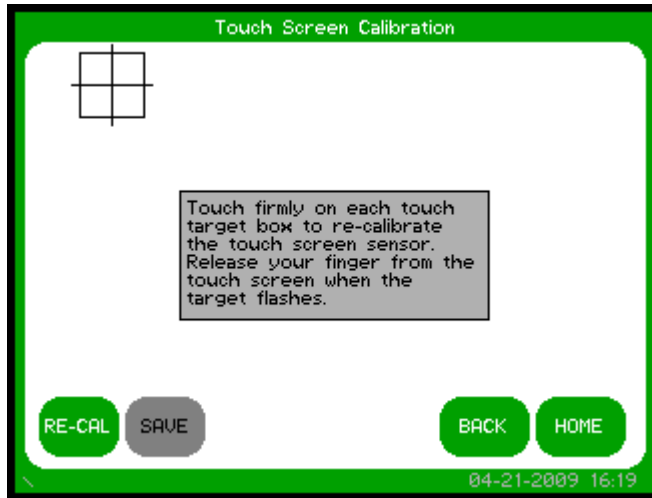 Touch Screen Calibration
Touch firmly on each touch
target box to re-calibrate
the touch screen sensor.
Release your finger from the
touch screen when the
target flashes.
RE-CAL SAVE BACK HOME
04-21-2009 16:19